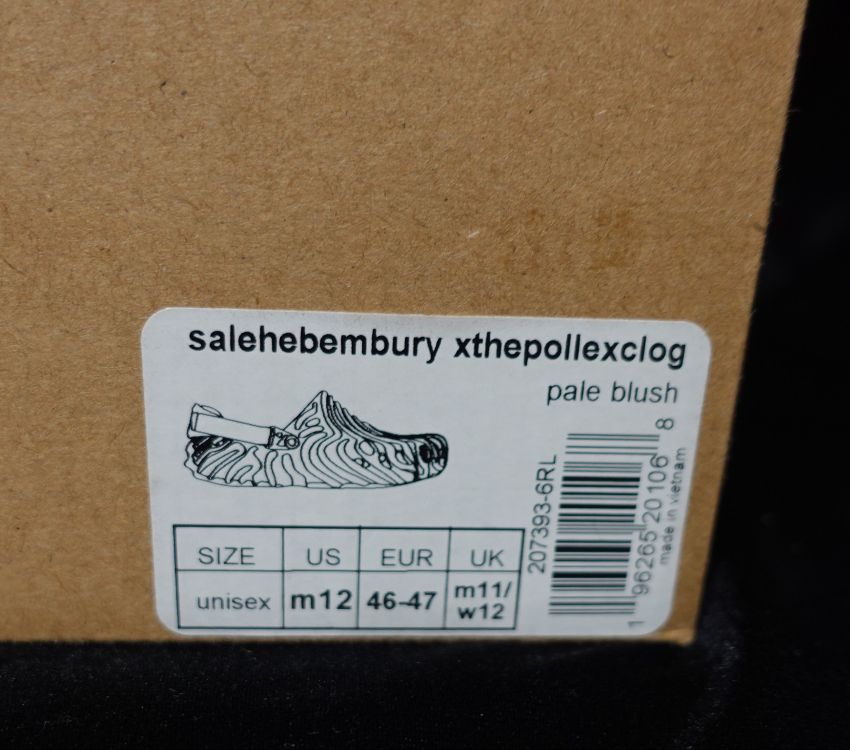 salehebembury xthepollexclog
pale blush
207393-6RL
1 96265 20106 8
made in vietnam
SIZE US EUR UK
unisex m12 46-47 m11/
w12